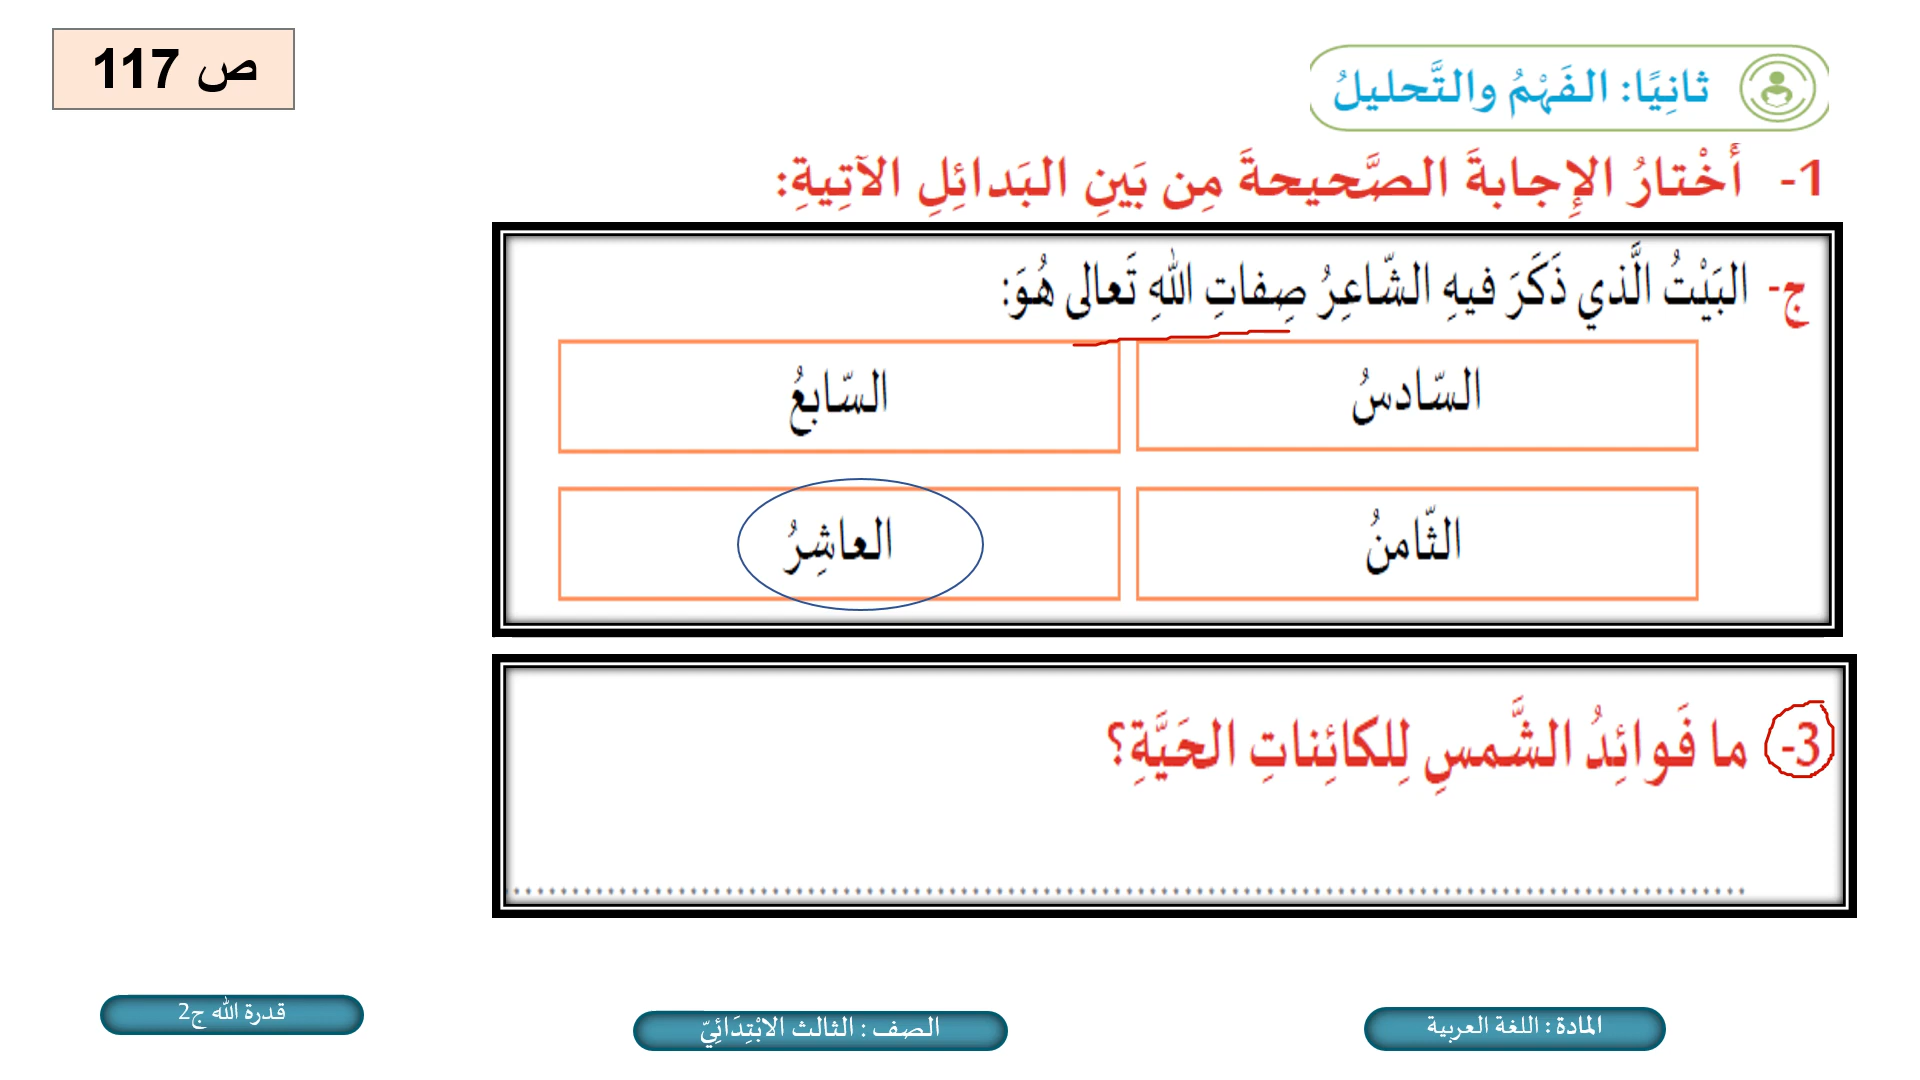 ص 117
ثانِيًا: الفَهْمُ والتَّحليلُ
1- أَخْتارُ الإِجابةَ الصَّحيحةَ مِن بَينِ البَدائِلِ الآتِيةِ:
ج- البَيْتُ الَّذي ذَكَرَ فيهِ الشّاعِرُ صِفاتِ اللهِ تَعالى هُوَ:
السّادسُ
السّابعُ
الثّامنُ
العاشِرُ
3- ما فَوائِدُ الشَّمسِ لِلكائِناتِ الحَيَّةِ؟
المادة : اللغة العربية
الصف : الثالث الابْتِدَائِيّ
قدرة الله ج2